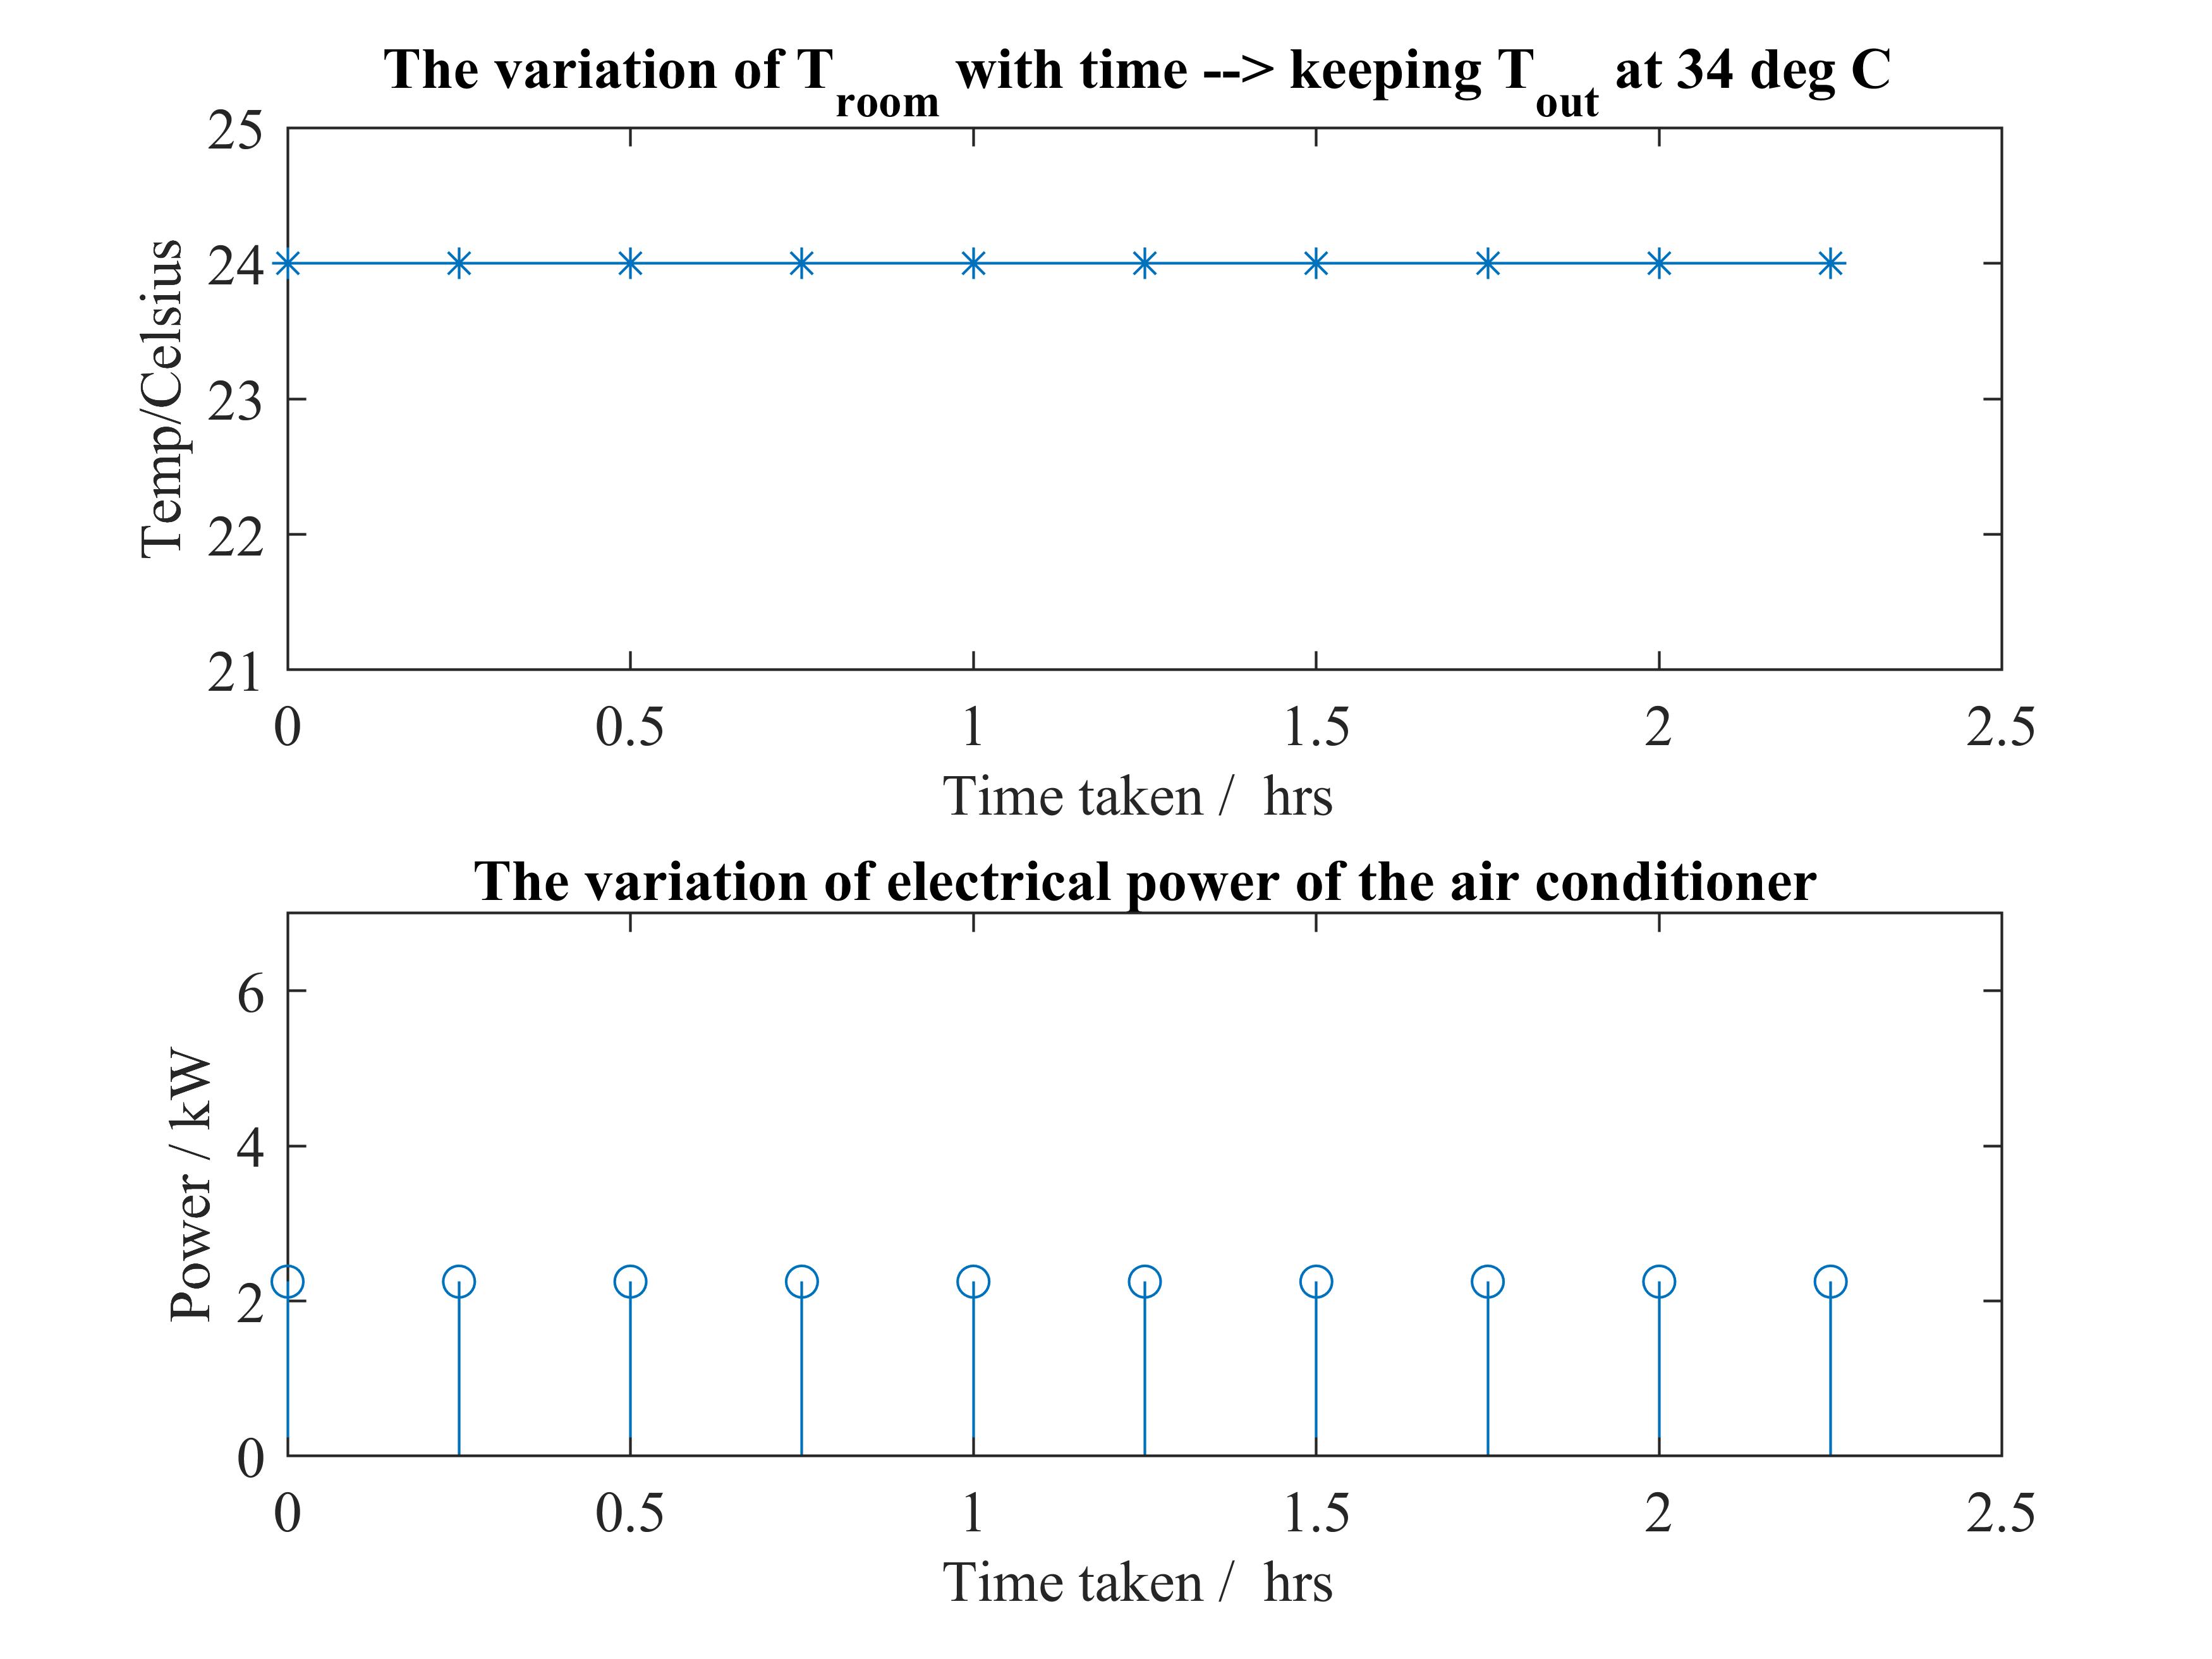 The variation of T_room with time --> keeping T_out at 34 deg C
25
24
23
22
21
Temp/Celsius
0 0.5 1 1.5 2 2.5
Time taken / hrs
The variation of electrical power of the air conditioner
6
4
2
0
Power / kW
0 0.5 1 1.5 2 2.5
Time taken / hrs